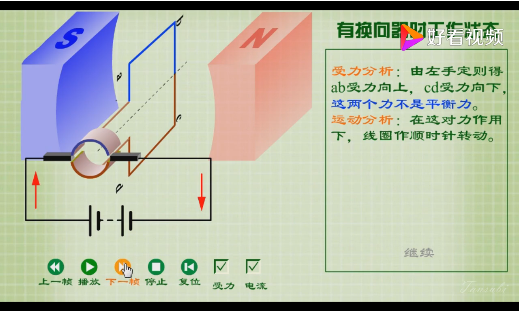 有换向器时工作状态
好看视频
S
N
受力分析：由左手定则得
ab受力向上，cd受力向下，
这两个力不是平衡力。
运动分析：在这对力作用
下，线圈作顺时针转动。
继续
上一帧 播放 下一帧 停止 复位 受力 电流